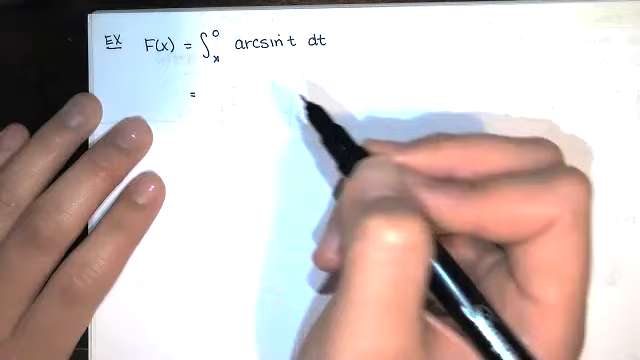 EX F(x) = ∫ₓ⁰ arcsin t dt
=